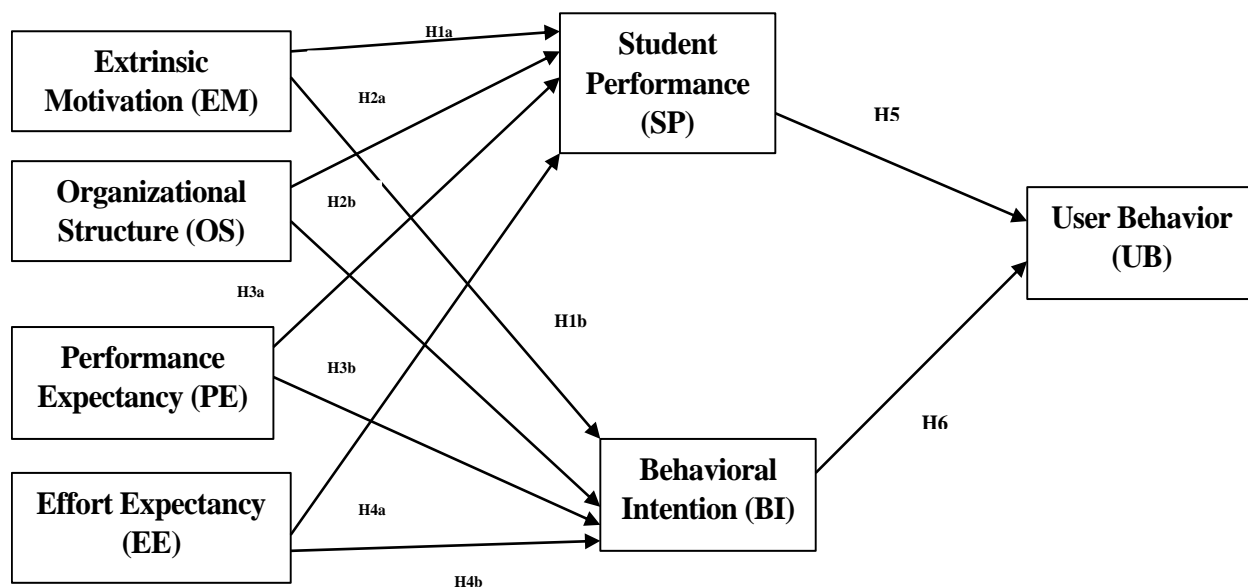 Extrinsic
Motivation (EM)
Organizational
Structure (OS)
Performance
Expectancy (PE)
Effort Expectancy
(EE)
H1a
H2a
H2b
H3a
H1b
H3b
H4a
H4b
Student
Performance
(SP)
Behavioral
Intention (BI)
H5
H6
User Behavior
(UB)